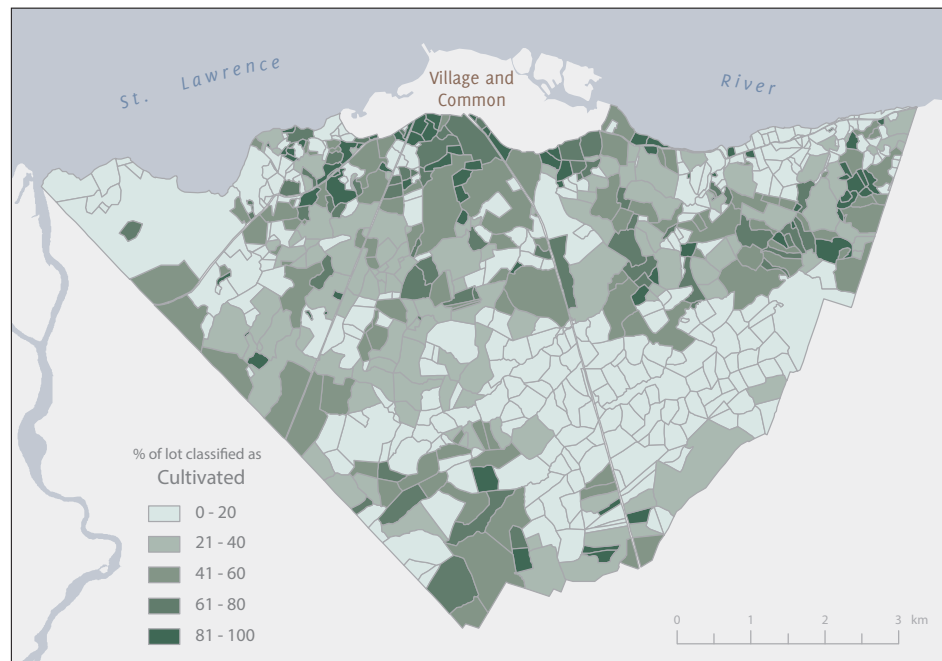 St. Lawrence
River
Village and
Common
% of lot classified as
Cultivated
0 - 20
21 - 40
41 - 60
61 - 80
81 - 100
0 1 2 3 km